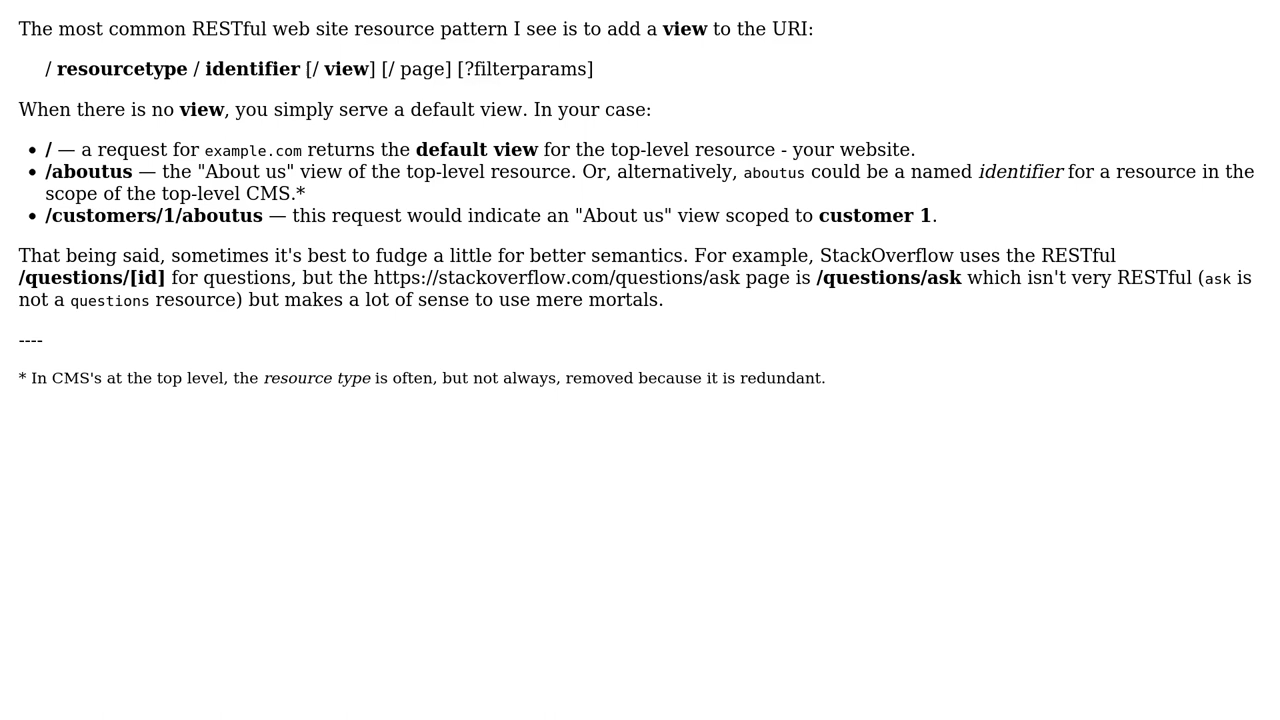 The most common RESTful web site resource pattern I see is to add a view to the URI:
/ resourcetype / identifier [/ view] [/ page] [?filterparams]
When there is no view, you simply serve a default view. In your case:
• / — a request for example.com returns the default view for the top-level resource - your website.
• /aboutus — the "About us" view of the top-level resource. Or, alternatively, aboutus could be a named identifier for a resource in the
scope of the top-level CMS.*
• /customers/1/aboutus — this request would indicate an "About us" view scoped to customer 1.
That being said, sometimes it's best to fudge a little for better semantics. For example, StackOverflow uses the RESTful
/questions/[id] for questions, but the https://stackoverflow.com/questions/ask page is /questions/ask which isn't very RESTful (ask is
not a questions resource) but makes a lot of sense to use mere mortals.
----
* In CMS's at the top level, the resource type is often, but not always, removed because it is redundant.